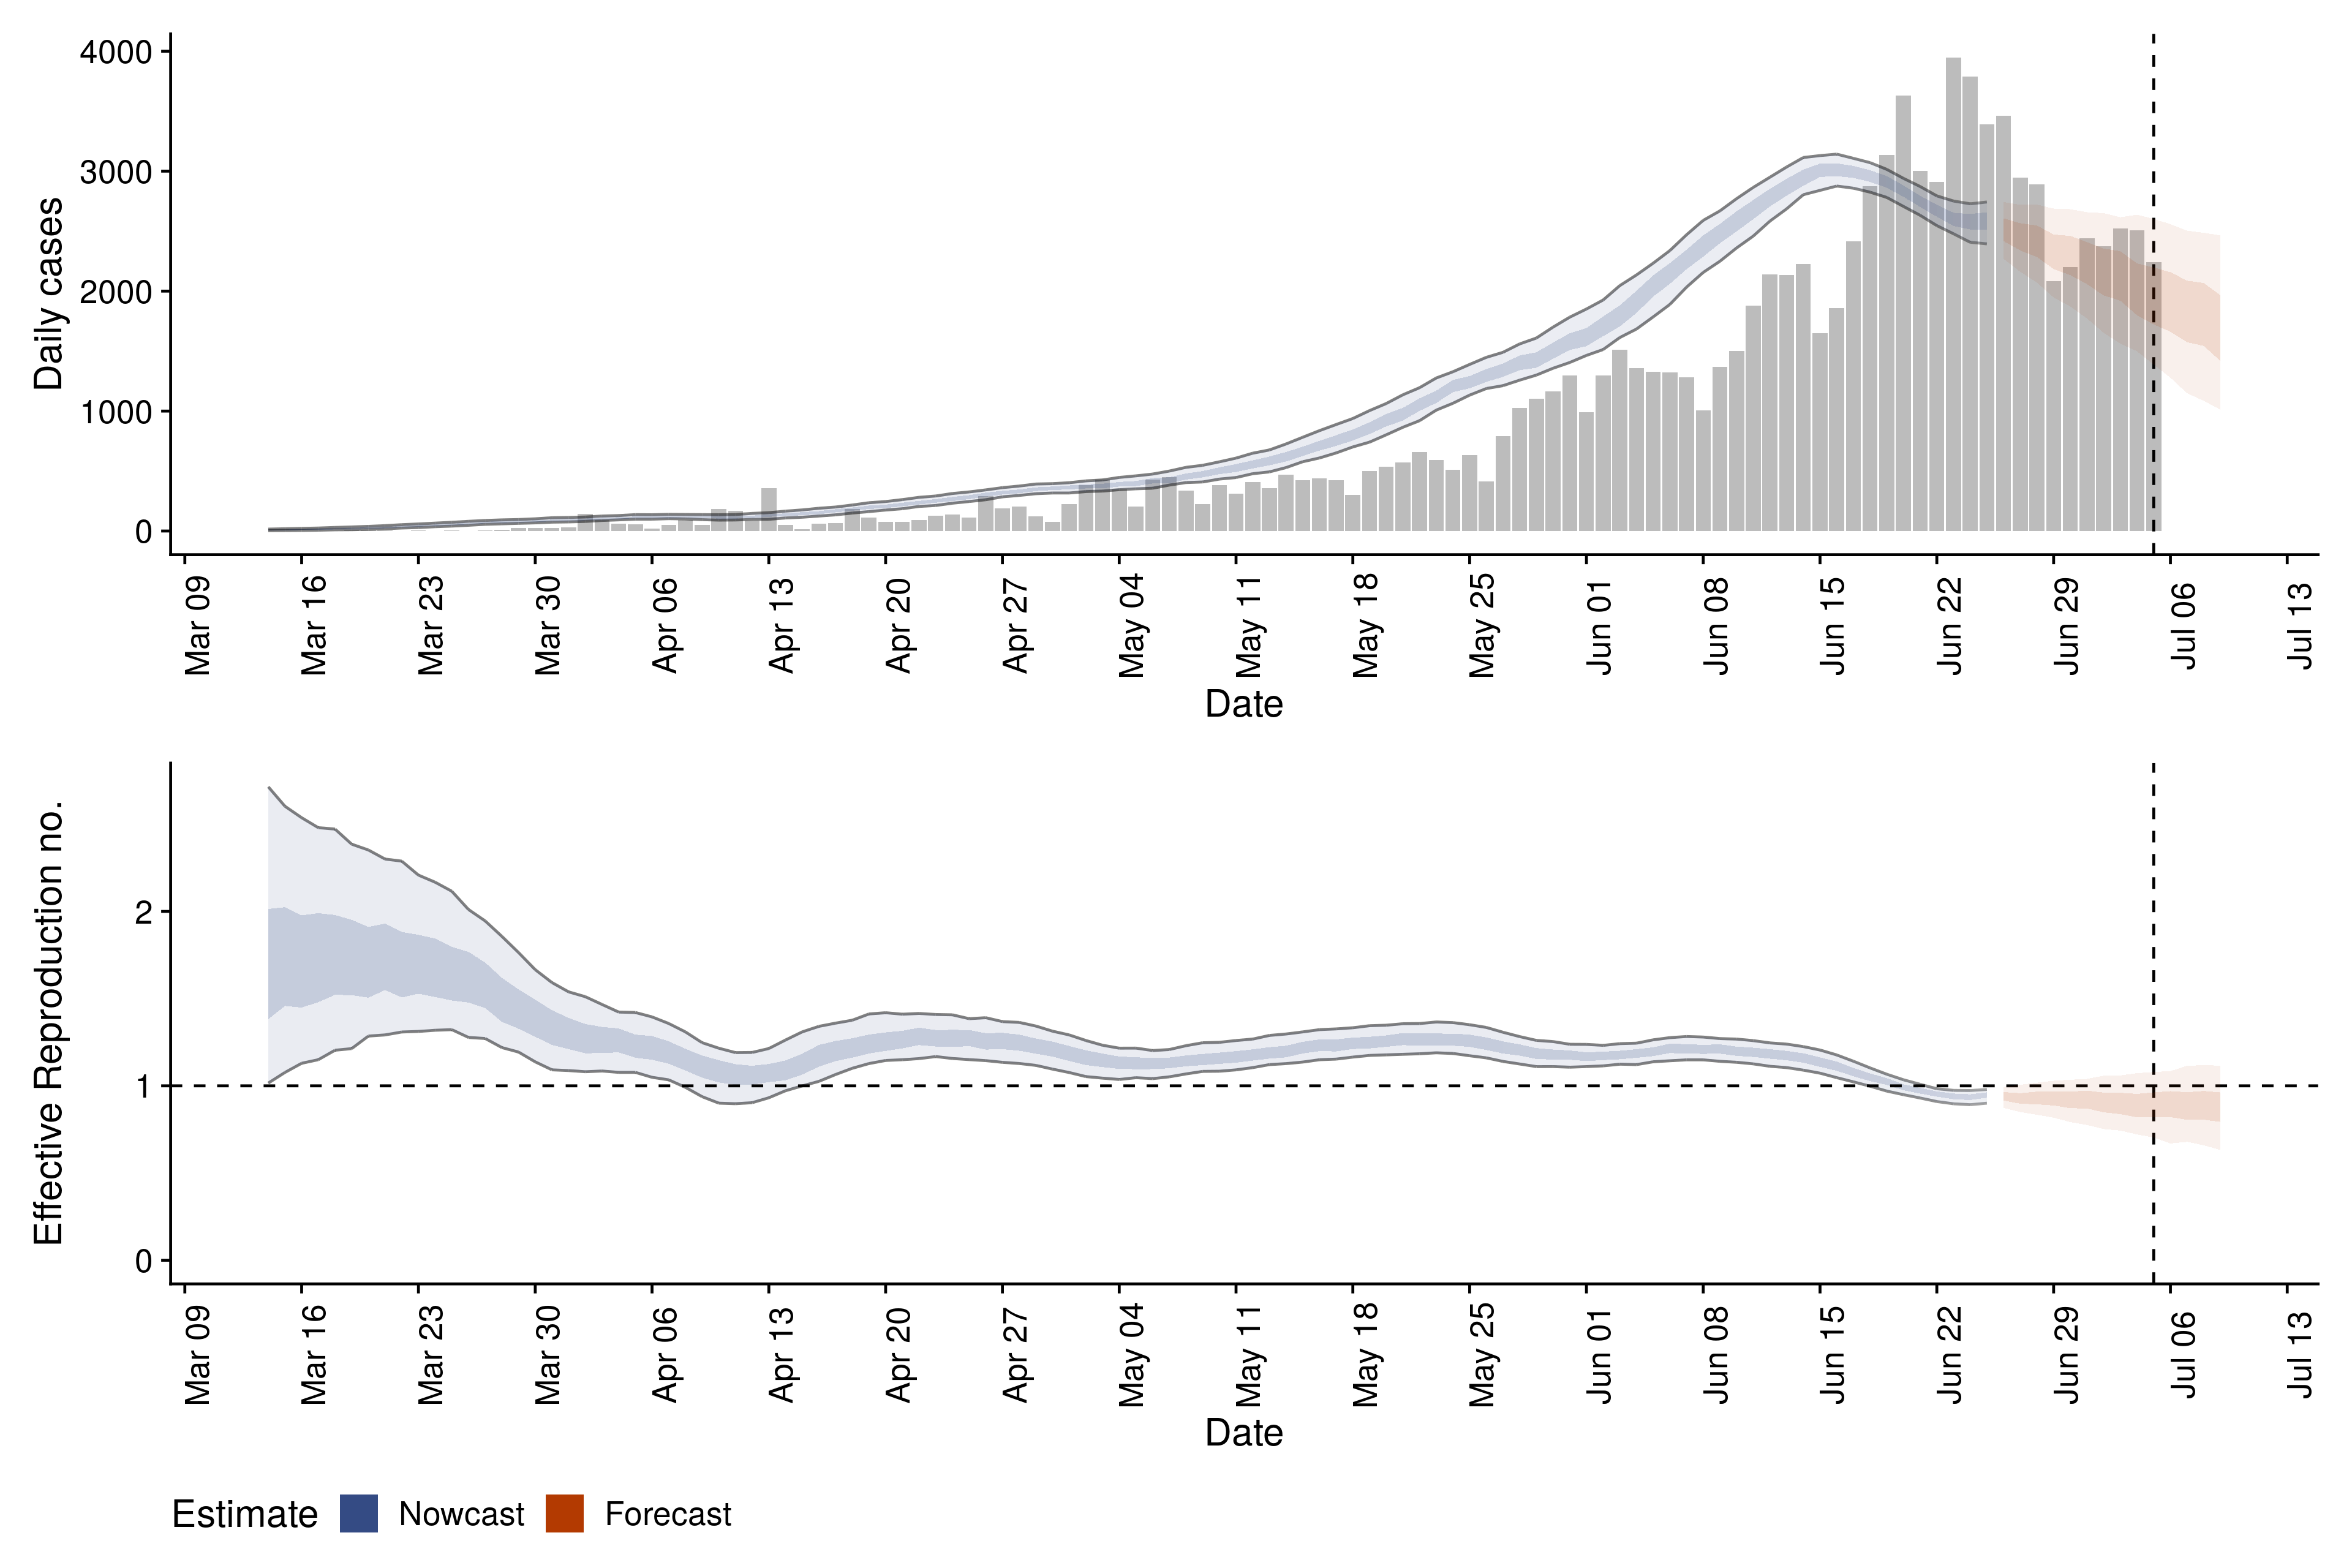 4000
3000
2000
1000
0
Daily cases
Mar 09
Mar 16
Mar 23
Mar 30
Apr 06
Apr 13
Apr 20
Apr 27
May 04
May 11
May 18
May 25
Jun 01
Jun 08
Jun 15
Jun 22
Jun 29
Jul 06
Jul 13
Date
2
1
0
Effective Reproduction no.
Mar 09
Mar 16
Mar 23
Mar 30
Apr 06
Apr 13
Apr 20
Apr 27
May 04
May 11
May 18
May 25
Jun 01
Jun 08
Jun 15
Jun 22
Jun 29
Jul 06
Jul 13
Date
Estimate Nowcast Forecast